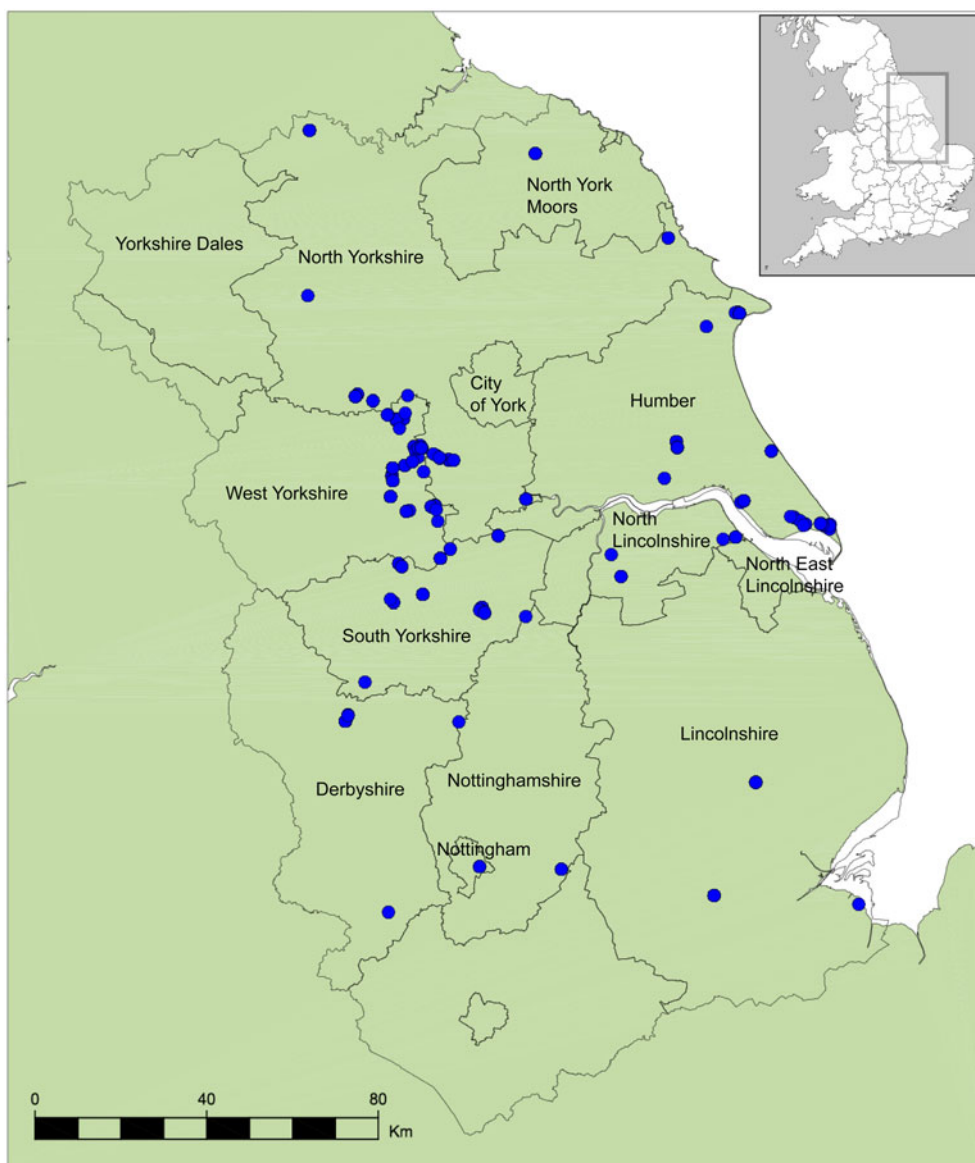 North York
Moors
Yorkshire Dales
North Yorkshire
City
of York
Humber
West Yorkshire
North
Lincolnshire
North East
Lincolnshire
South Yorkshire
Lincolnshire
Nottinghamshire
Derbyshire
Nottingham
0
40
80
Km